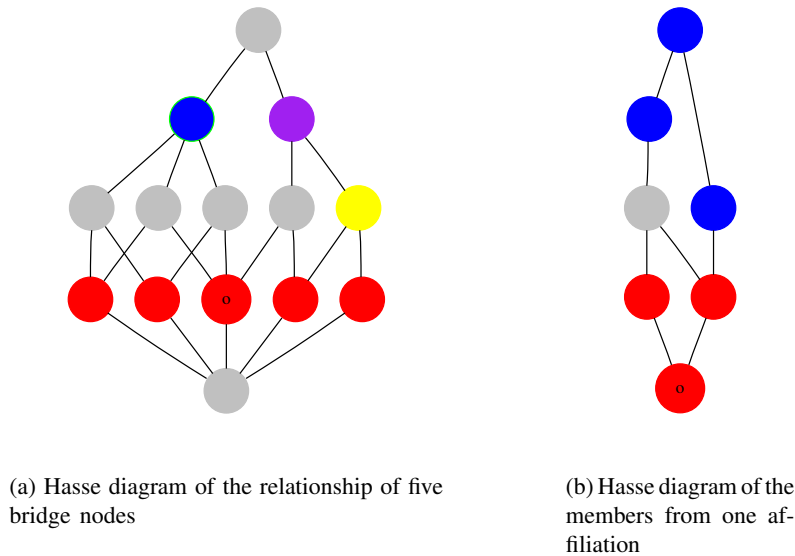 o
o
(a) Hasse diagram of the relationship of five
bridge nodes
(b) Hasse diagram of the
members from one af-
filiation